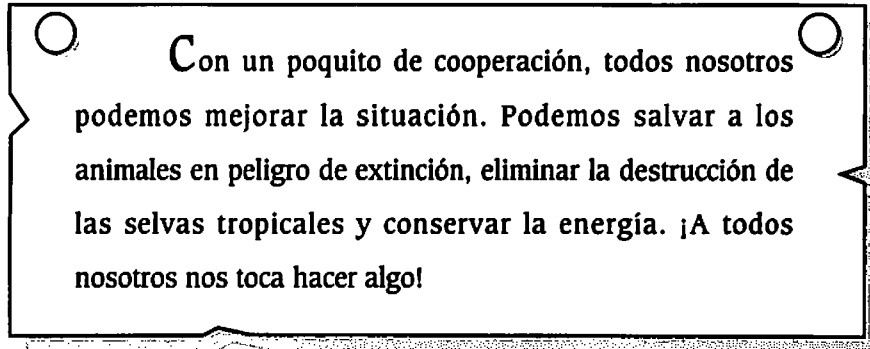 Con un poquito de cooperación, todos nosotros
podemos mejorar la situación. Podemos salvar a los
animales en peligro de extinción, eliminar la destrucción de
las selvas tropicales y conservar la energía. ¡A todos
nosotros nos toca hacer algo!